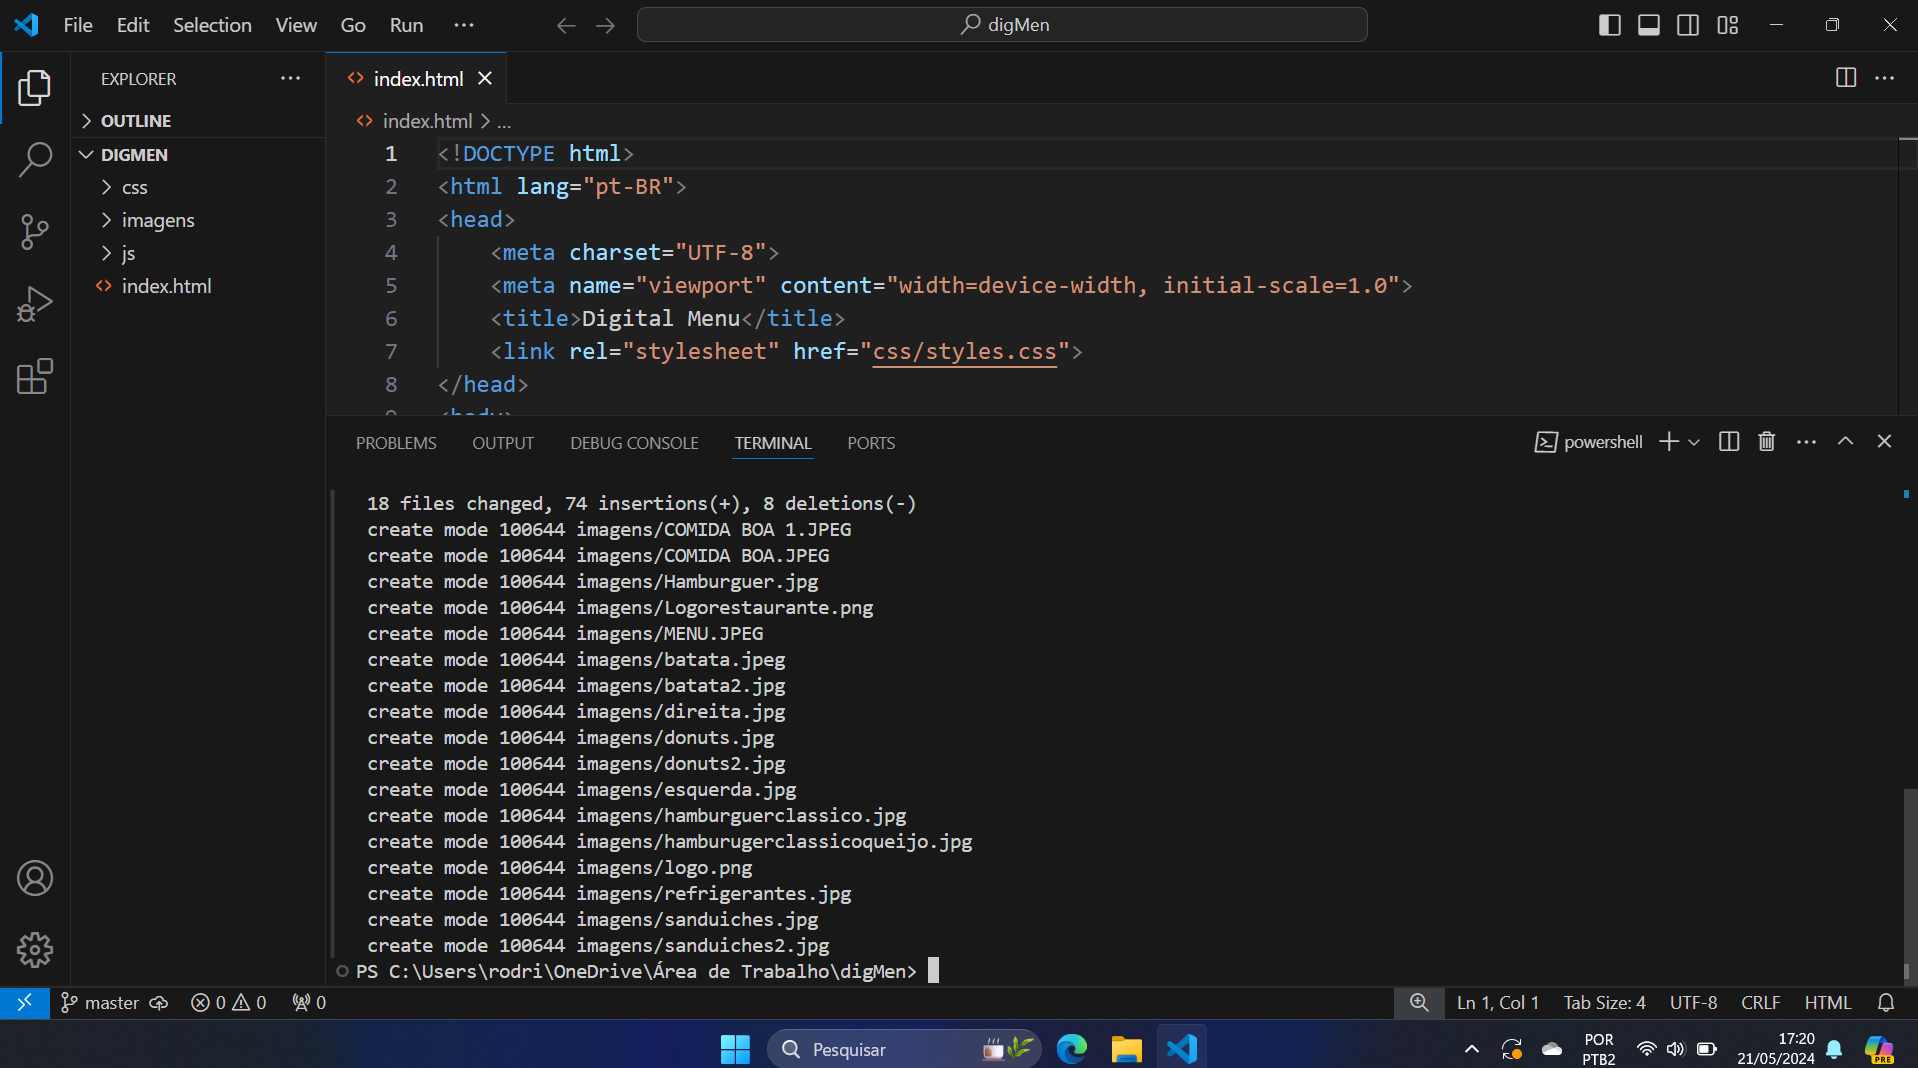 File Edit Selection View Go Run ···
digMen
EXPLORER
index.html
OUTLINE
index.html > ...
DIGMEN
css
imagens
js
index.html
1 <!DOCTYPE html>
2 <html lang="pt-BR">
3 <head>
4 <meta charset="UTF-8">
5 <meta name="viewport" content="width=device-width, initial-scale=1.0">
6 <title>Digital Menu</title>
7 <link rel="stylesheet" href="css/styles.css">
8 </head>
9 <body>
PROBLEMS OUTPUT DEBUG CONSOLE TERMINAL PORTS
powershell
18 files changed, 74 insertions(+), 8 deletions(-)
create mode 100644 imagens/COMIDA BOA 1.JPEG
create mode 100644 imagens/COMIDA BOA.JPEG
create mode 100644 imagens/Hamburguer.jpg
create mode 100644 imagens/Logorestaurante.png
create mode 100644 imagens/MENU.JPEG
create mode 100644 imagens/batata.jpeg
create mode 100644 imagens/batata2.jpg
create mode 100644 imagens/direita.jpg
create mode 100644 imagens/donuts.jpg
create mode 100644 imagens/donuts2.jpg
create mode 100644 imagens/esquerda.jpg
create mode 100644 imagens/hamburguerclassico.jpg
create mode 100644 imagens/hamburugerclassicoqueijo.jpg
create mode 100644 imagens/logo.png
create mode 100644 imagens/refrigerantes.jpg
create mode 100644 imagens/sanduiches.jpg
create mode 100644 imagens/sanduiches2.jpg
PS C:\Users\rodri\OneDrive\Área de Trabalho\digMen>
master 0 0 0
Ln 1, Col 1 Tab Size: 4 UTF-8 CRLF HTML
Pesquisar
POR
PTB2
17:20
21/05/2024
PRE